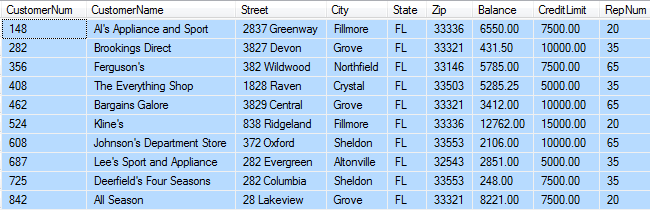 CustomerNum CustomerName Street City State Zip Balance CreditLimit RepNum
148 Al's Appliance and Sport 2837 Greenway Fillmore FL 33336 6550.00 7500.00 20
282 Brookings Direct 3827 Devon Grove FL 33321 431.50 10000.00 35
356 Ferguson's 382 Wildwood Northfield FL 33146 5785.00 7500.00 65
408 The Everything Shop 1828 Raven Crystal FL 33503 5285.25 5000.00 35
462 Bargains Galore 3829 Central Grove FL 33321 3412.00 10000.00 65
524 Kline's 838 Ridgeland Fillmore FL 33336 12762.00 15000.00 20
608 Johnson's Department Store 372 Oxford Sheldon FL 33553 2106.00 10000.00 65
687 Lee's Sport and Appliance 282 Evergreen Altonville FL 32543 2851.00 5000.00 35
725 Deerfield's Four Seasons 282 Columbia Sheldon FL 33553 248.00 7500.00 35
842 All Season 28 Lakeview Grove FL 33321 8221.00 7500.00 20